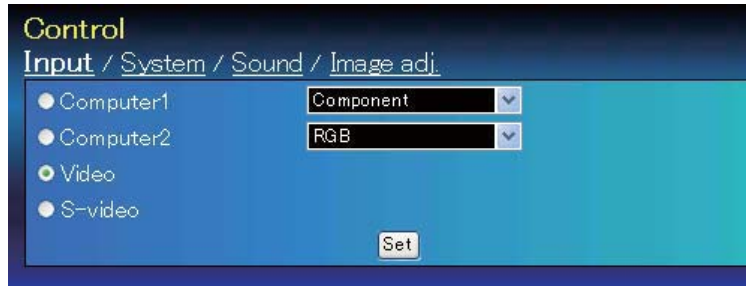 Control
Input / System / Sound / Image adj.
Computer1 Component
Computer2 RGB
Video
S-video
Set